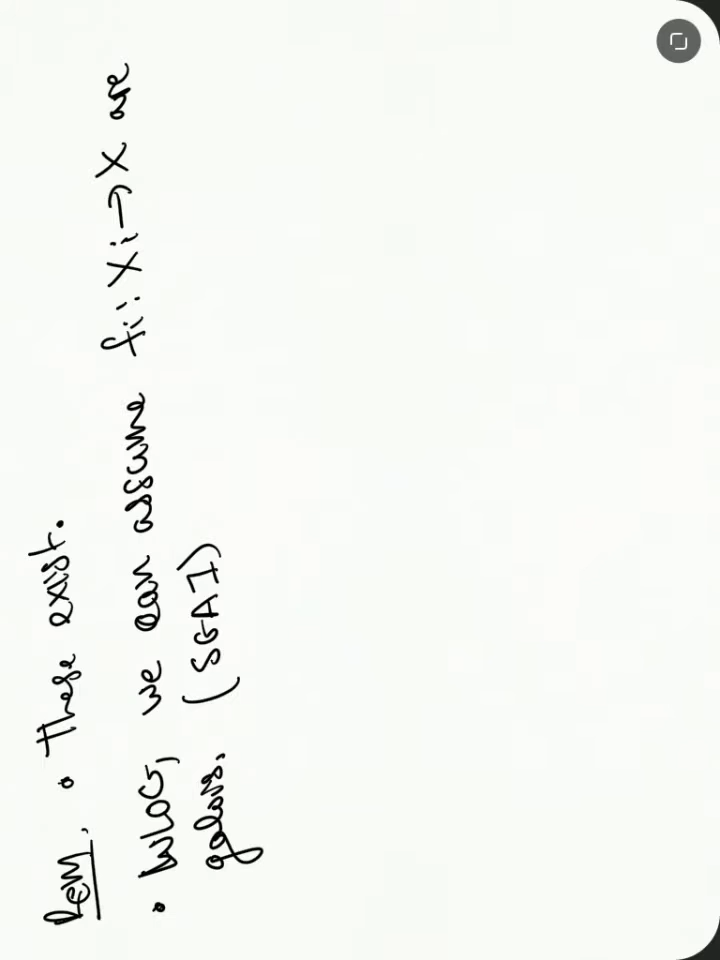 Rem. • These exist.
• WLOG, we can assume fi: Xi → X are
galois. (SGA1)